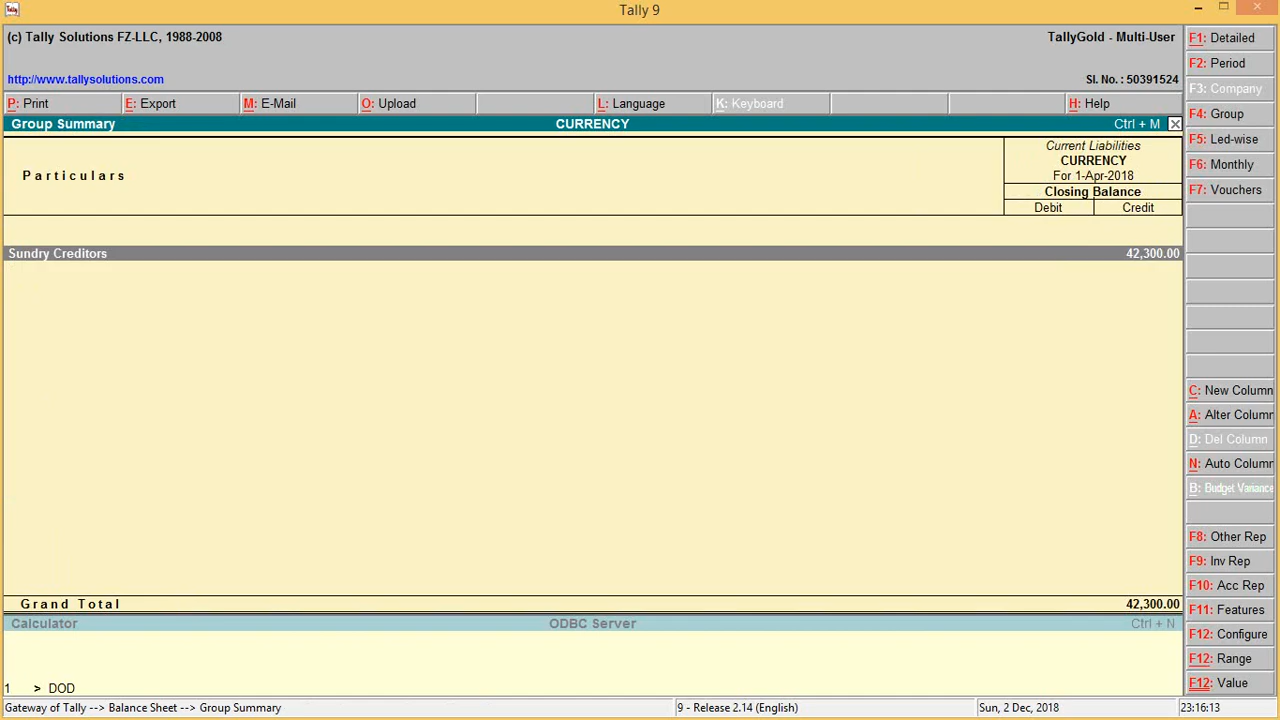 Tally
Tally 9
(c) Tally Solutions FZ-LLC, 1988-2008
TallyGold - Multi-User
http://www.tallysolutions.com
Sl. No. : 50391524
P: Print
E: Export
M: E-Mail
O: Upload
L: Language
K: Keyboard
H: Help
Group Summary
CURRENCY
Ctrl + M
Particulars
Current Liabilities
CURRENCY
For 1-Apr-2018
Closing Balance
Debit
Credit
Sundry Creditors
42,300.00
Grand Total
42,300.00
Calculator
ODBC Server
Ctrl + N
1 > DOD
Gateway of Tally --> Balance Sheet --> Group Summary
9 - Release 2.14 (English)
Sun, 2 Dec, 2018
23:16:13
F1: Detailed
F2: Period
F3: Company
F4: Group
F5: Led-wise
F6: Monthly
F7: Vouchers
C: New Column
A: Alter Column
D: Del Column
N: Auto Column
B: Budget Variance
F8: Other Rep
F9: Inv Rep
F10: Acc Rep
F11: Features
F12: Configure
F12: Range
F12: Value